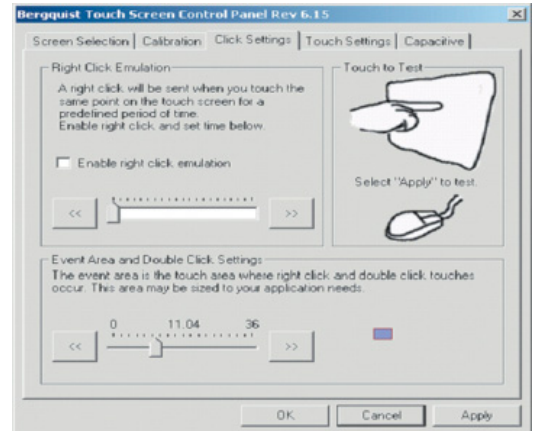 Bergquist Touch Screen Control Panel Rev 6.15
Screen Selection Calibration Click Settings Touch Settings Capacitive
Right Click Emulation
A right click will be sent when you touch the
same point on the touch screen for a
predefined period of time.
Enable right click and set time below.
Enable right click emulation
<< >>
Touch to Test
Select "Apply" to test.
Event Area and Double Click Settings
The event area is the touch area where right click and double click touches
occur. This area may be sized to your application needs.
0 11.04 36
<< >>
OK Cancel Apply